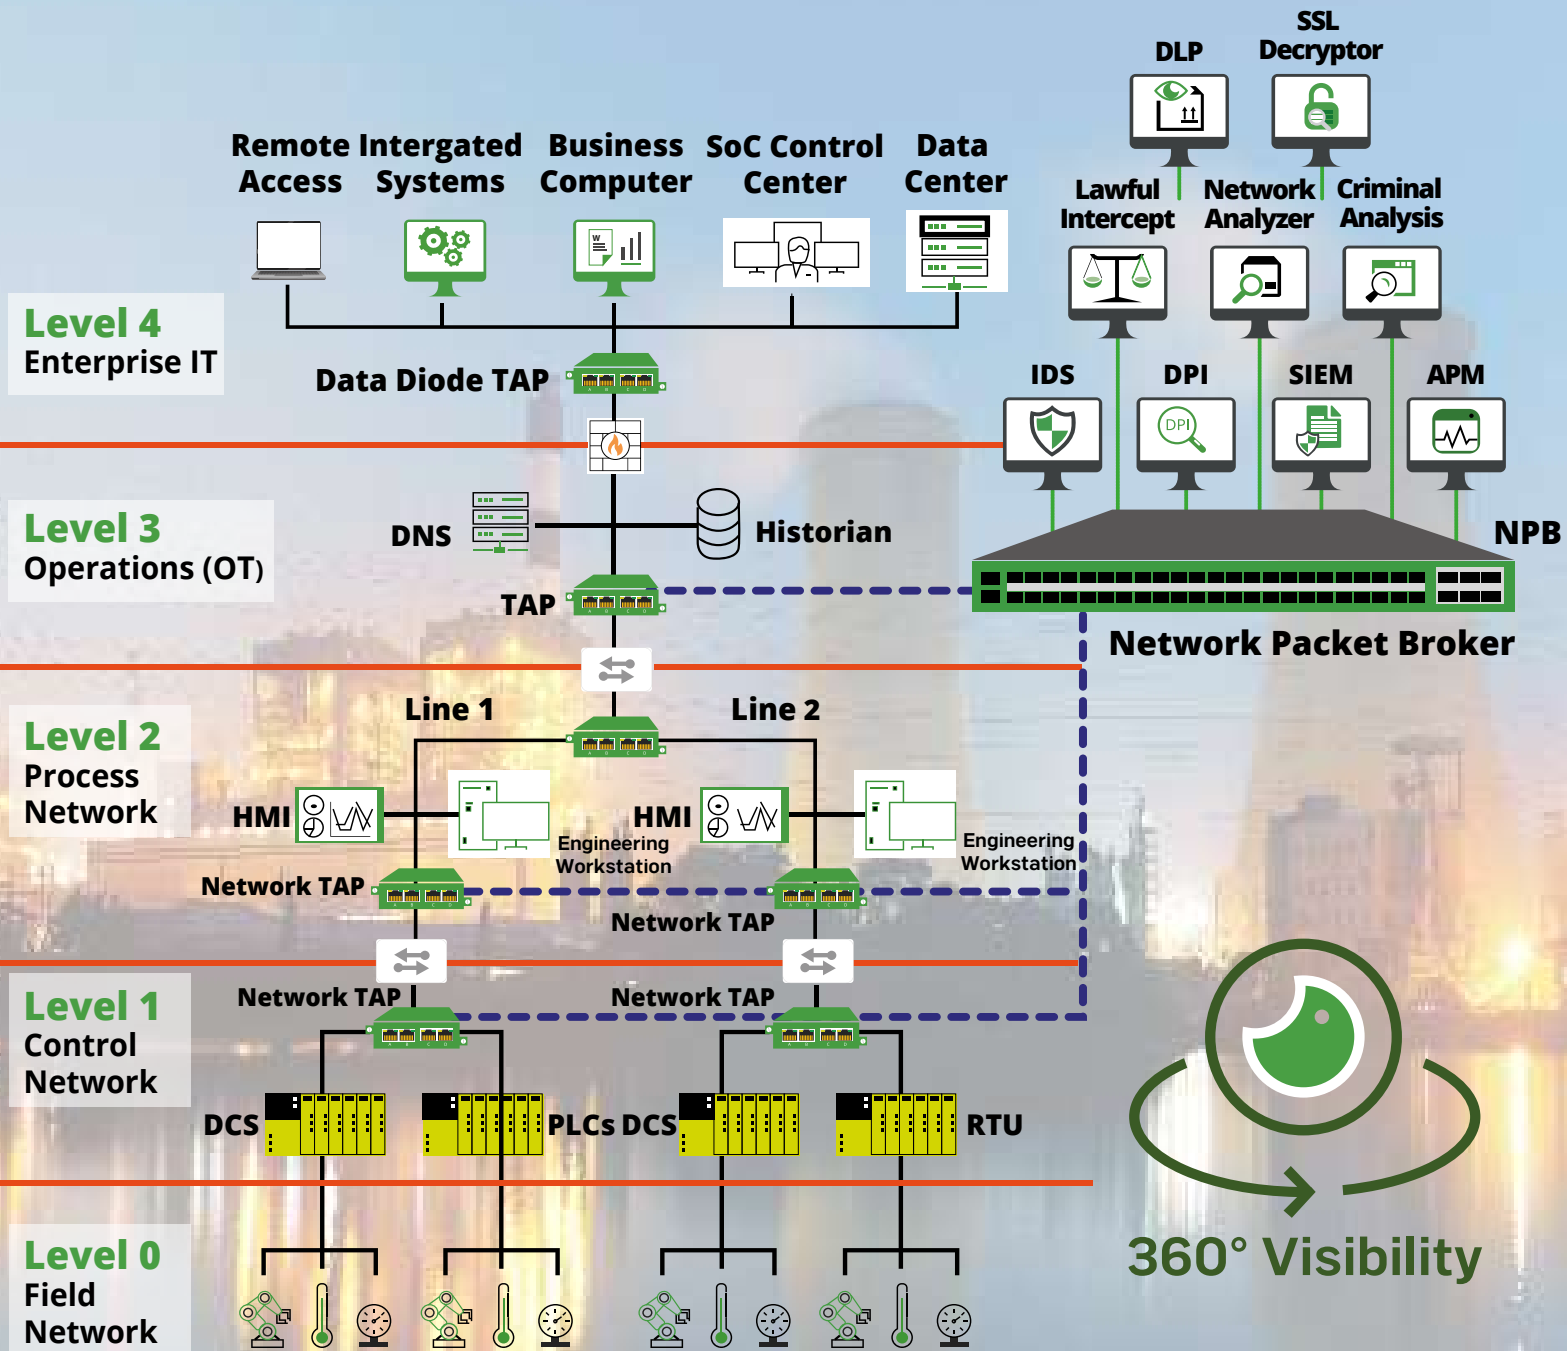 SSL
Decryptor
DLP
Remote
Access
Intergated
Systems
Business
Computer
SoC Control
Center
Data
Center
Lawful
Intercept
Network
Analyzer
Criminal
Analysis
W
Level 4
Enterprise IT
Data Diode TAP
A B C D
IDS
DPI
SIEM
APM
DPI
Level 3
Operations (OT)
DNS
Historian
NPB
TAP
A B C D
Network Packet Broker
Line 1
Line 2
Level 2
Process
Network
A B C D
HMI
Engineering
Workstation
HMI
Engineering
Workstation
Network TAP
A B C D
Network TAP
A B C D
Level 1
Control
Network
Network TAP
A B C D
Network TAP
A B C D
DCS
PLCs
DCS
RTU
Level 0
Field
Network
360° Visibility